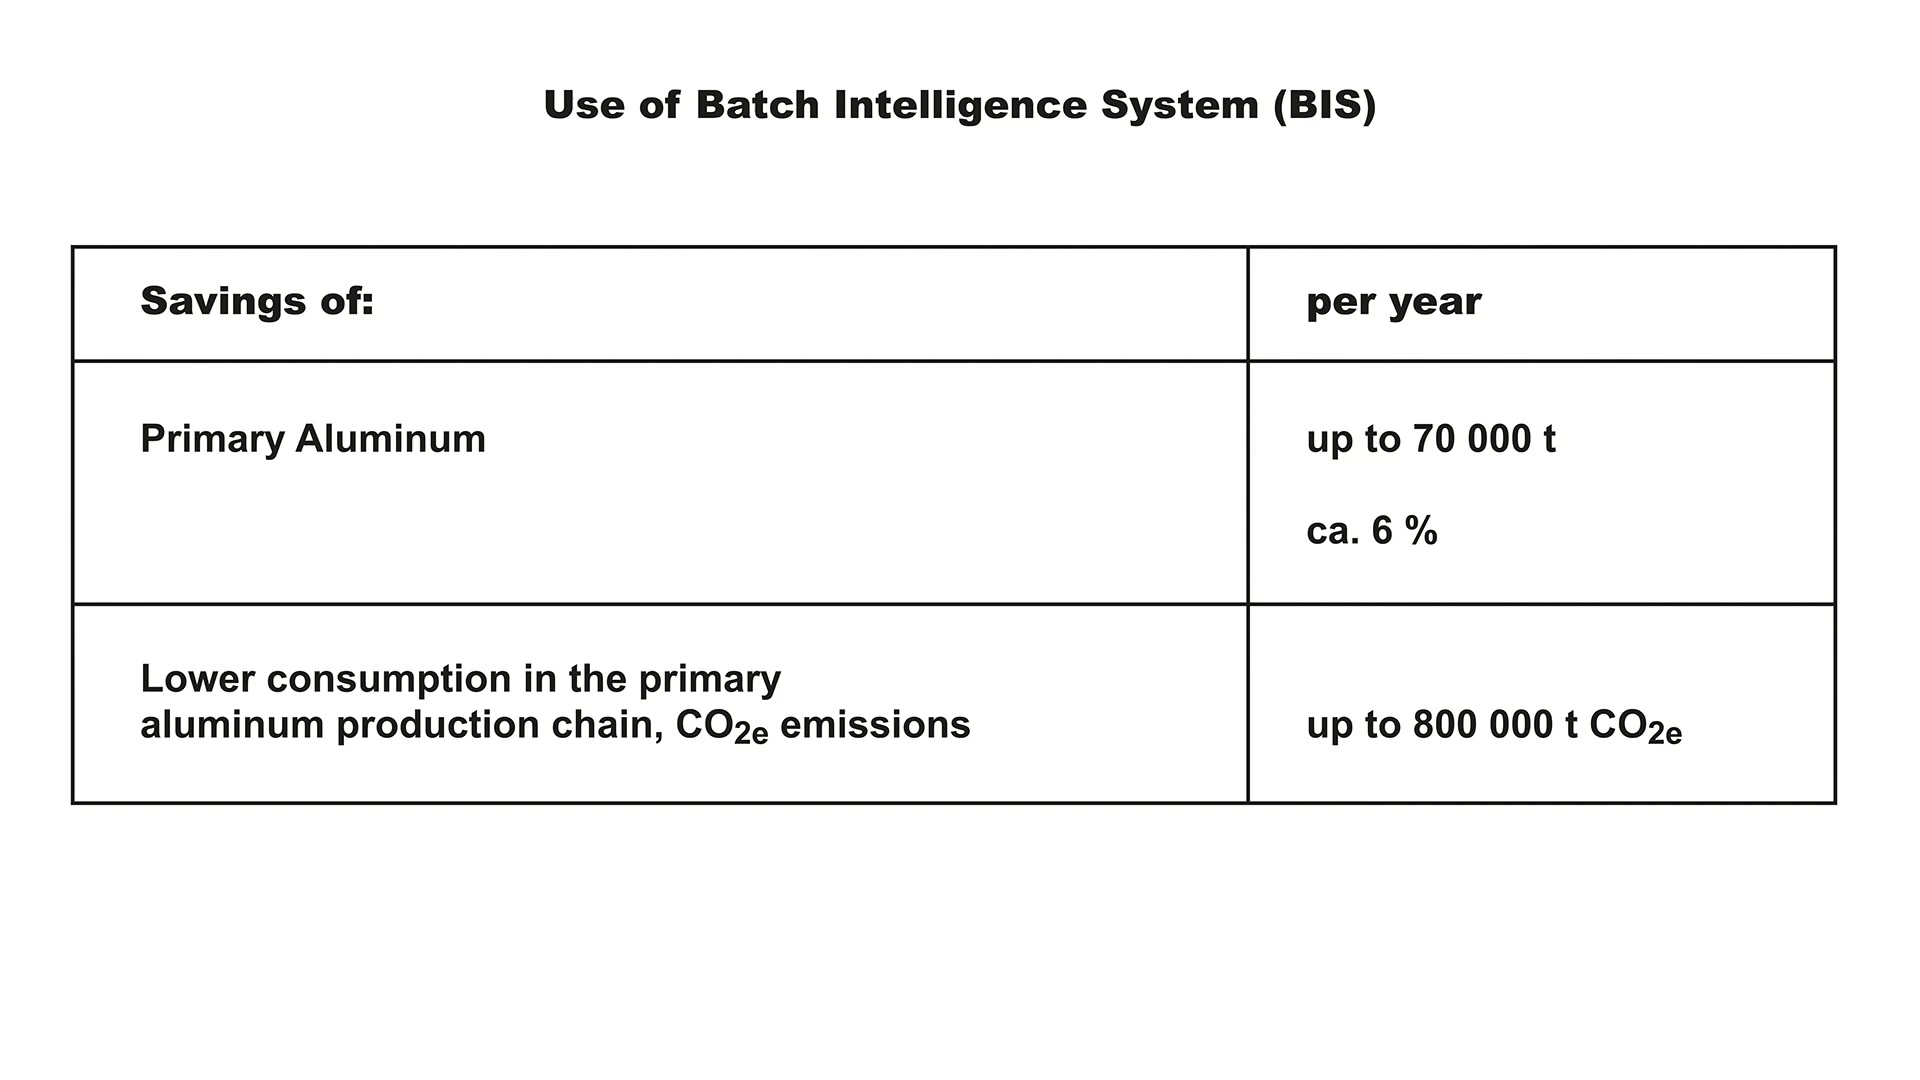 Use of Batch Intelligence System (BIS)
Savings of:
per year
Primary Aluminum
up to 70 000 t
ca. 6 %
Lower consumption in the primary
aluminum production chain, CO2e emissions
up to 800 000 t CO2e